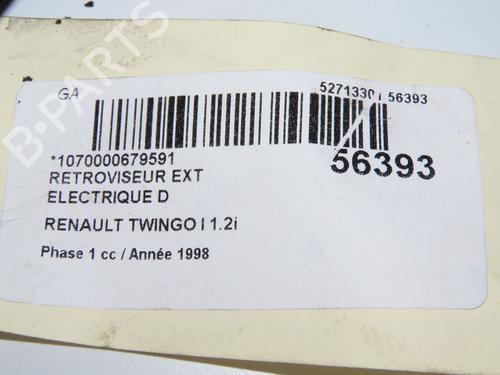 GA
52713301 56393
*1070000679591
56393
RETROVISEUR EXT
ELECTRIQUE D
RENAULT TWINGO I 1.2i
Phase 1 cc / Année 1998
B-PARTS